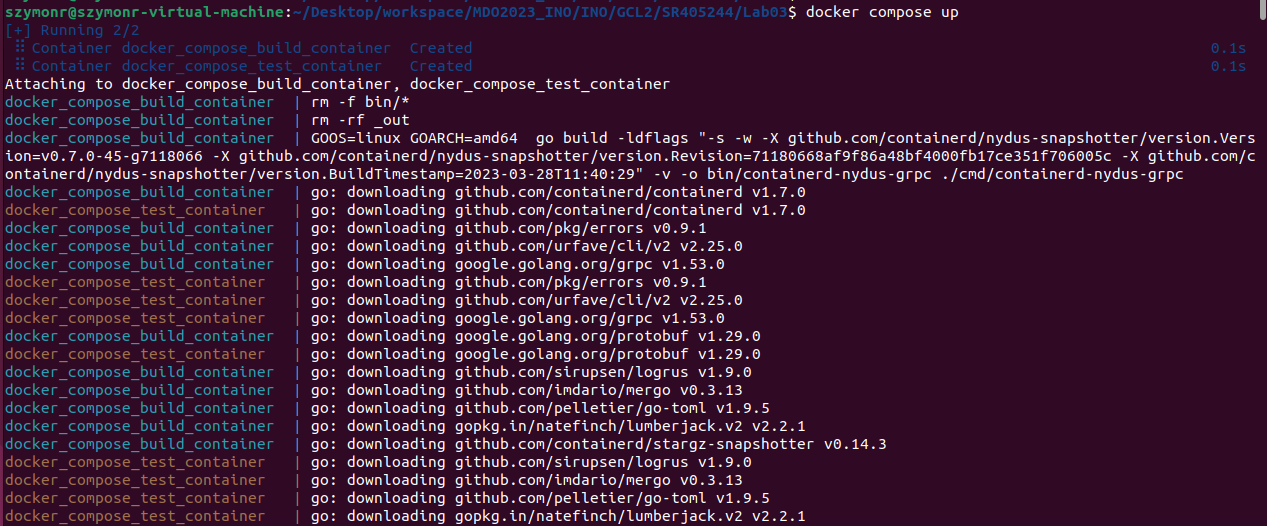 szymonr@szymonr-virtual-machine:~/Desktop/workspace/MDO2023_INO/INO/GCL2/SR405244/Lab03$ docker compose up
[+] Running 2/2
⠿ Container docker_compose_build_container  Created  0.1s
⠿ Container docker_compose_test_container  Created  0.1s
Attaching to docker_compose_build_container, docker_compose_test_container
docker_compose_build_container  | rm -f bin/*
docker_compose_build_container  | rm -rf _out
docker_compose_build_container  | GOOS=linux GOARCH=amd64  go build -ldflags "-s -w -X github.com/containerd/nydus-snapshotter/version.Vers
ion=v0.7.0-45-g7118066 -X github.com/containerd/nydus-snapshotter/version.Revision=71180668af9f86a48bf4000fb17ce351f706005c -X github.com/c
ontainerd/nydus-snapshotter/version.BuildTimestamp=2023-03-28T11:40:29" -v -o bin/containerd-nydus-grpc ./cmd/containerd-nydus-grpc
docker_compose_build_container  | go: downloading github.com/containerd/containerd v1.7.0
docker_compose_test_container   | go: downloading github.com/containerd/containerd v1.7.0
docker_compose_build_container  | go: downloading github.com/pkg/errors v0.9.1
docker_compose_build_container  | go: downloading github.com/urfave/cli/v2 v2.25.0
docker_compose_build_container  | go: downloading google.golang.org/grpc v1.53.0
docker_compose_test_container   | go: downloading github.com/pkg/errors v0.9.1
docker_compose_test_container   | go: downloading github.com/urfave/cli/v2 v2.25.0
docker_compose_test_container   | go: downloading google.golang.org/grpc v1.53.0
docker_compose_build_container  | go: downloading google.golang.org/protobuf v1.29.0
docker_compose_test_container   | go: downloading google.golang.org/protobuf v1.29.0
docker_compose_build_container  | go: downloading github.com/sirupsen/logrus v1.9.0
docker_compose_build_container  | go: downloading github.com/imdario/mergo v0.3.13
docker_compose_build_container  | go: downloading github.com/pelletier/go-toml v1.9.5
docker_compose_build_container  | go: downloading gopkg.in/natefinch/lumberjack.v2 v2.2.1
docker_compose_build_container  | go: downloading github.com/containerd/stargz-snapshotter v0.14.3
docker_compose_test_container   | go: downloading github.com/sirupsen/logrus v1.9.0
docker_compose_test_container   | go: downloading github.com/imdario/mergo v0.3.13
docker_compose_test_container   | go: downloading github.com/pelletier/go-toml v1.9.5
docker_compose_test_container   | go: downloading gopkg.in/natefinch/lumberjack.v2 v2.2.1